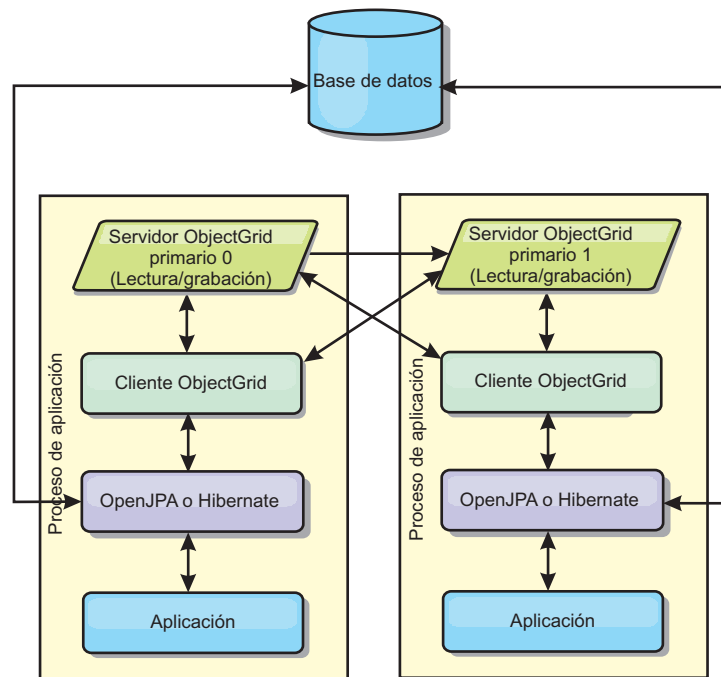 Base de datos
Servidor ObjectGrid
primario 0
(Lectura/grabación)
Cliente ObjectGrid
OpenJPA o Hibernate
Aplicación
Proceso de aplicación
Servidor ObjectGrid
primario 1
(Lectura/grabación)
Cliente ObjectGrid
OpenJPA o Hibernate
Aplicación
Proceso de aplicación